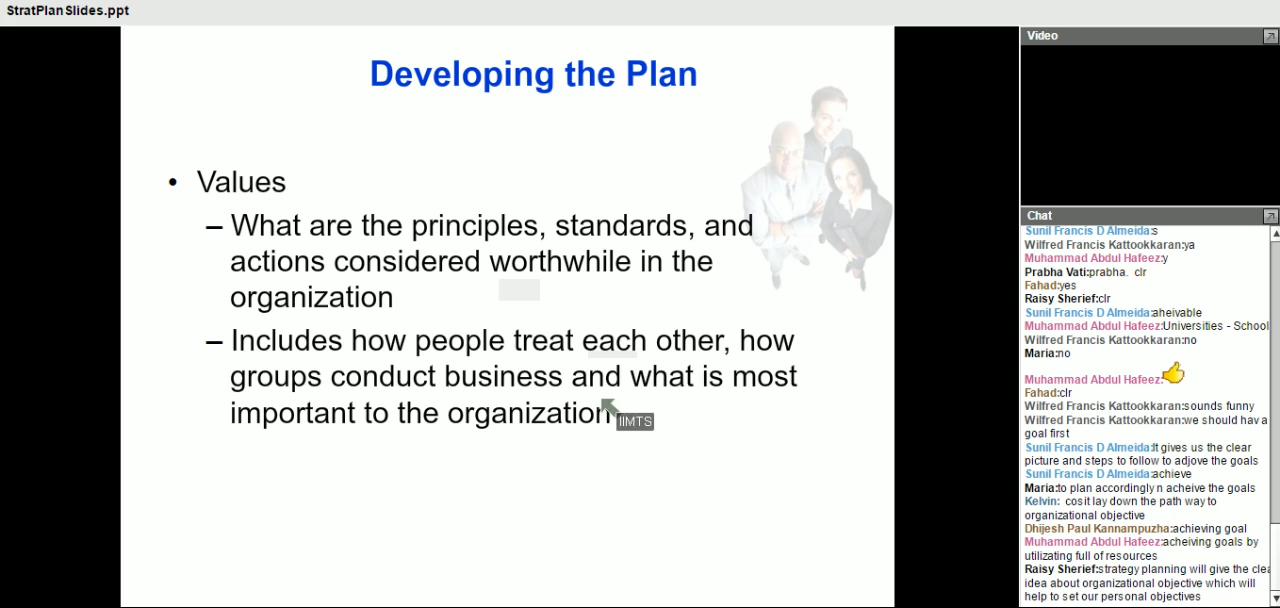 StratPlanSlides.ppt
Developing the Plan
• Values
– What are the principles, standards, and
actions considered worthwhile in the
organization
– Includes how people treat each other, how
groups conduct business and what is most
important to the organization
IIMTS
Video
Chat
Sunil Francis D Almeida:s
Wilfred Francis Kattookkaran:ya
Muhammad Abdul Hafeez:y
Prabha Vati:prabha. clr
Fahad:yes
Raisy Sherief:clr
Sunil Francis D Almeida:aheivable
Muhammad Abdul Hafeez:Universities - School
Wilfred Francis Kattookkaran:no
Maria:no
Muhammad Abdul Hafeez:
Fahad:clr
Wilfred Francis Kattookkaran:sounds funny
Wilfred Francis Kattookkaran:we should hav a
goal first
Sunil Francis D Almeida:It gives us the clear
picture and steps to follow to adjove the goals
Sunil Francis D Almeida:achieve
Maria:to plan accordingly n acheive the goals
Kelvin: cos it lay down the path way to
organizational objective
Dhijesh Paul Kannampuzha:achieving goal
Muhammad Abdul Hafeez:acheiving goals by
utilizating full of resources
Raisy Sherief:strategy planning will give the clea
idea about organizational objective which will
help to set our personal objectives